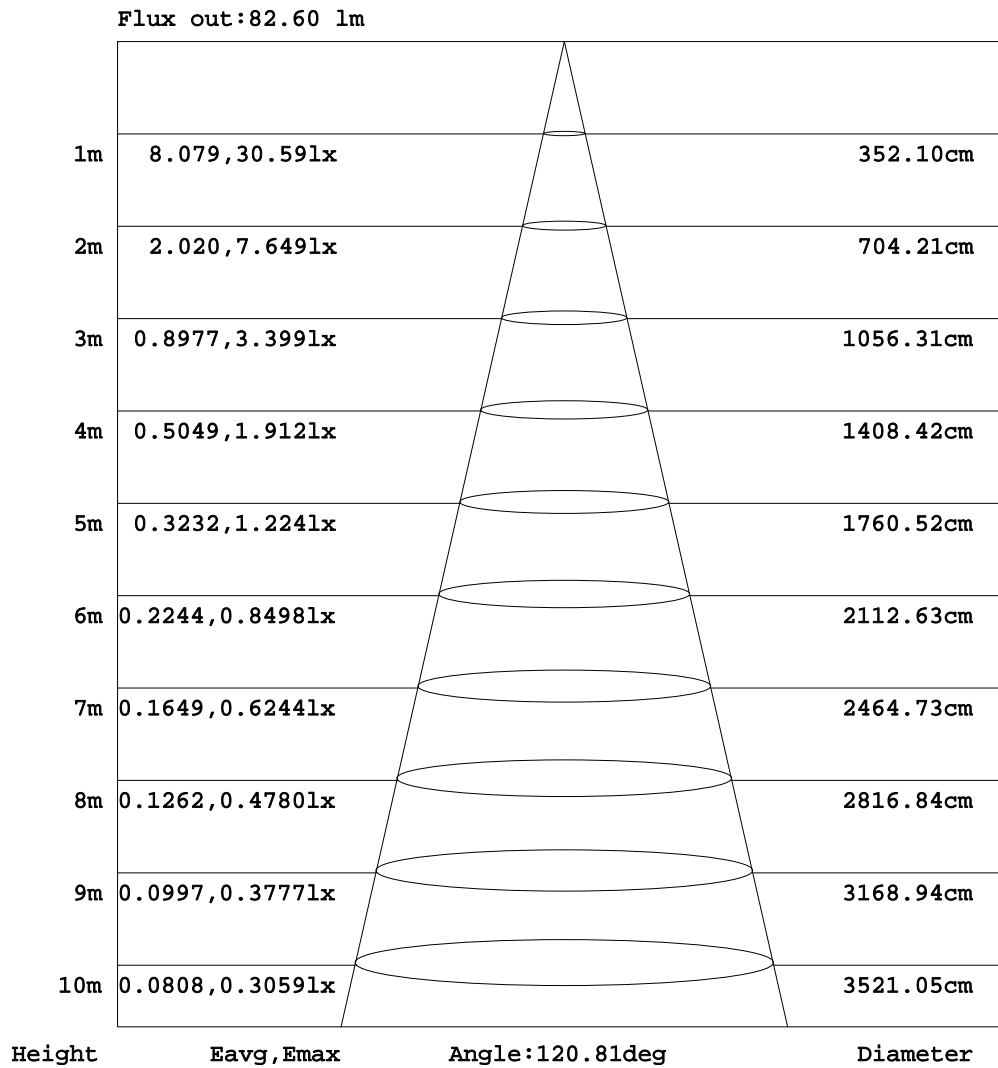 Flux out:82.60 lm
1m 8.079,30.59lx 352.10cm
2m 2.020,7.649lx 704.21cm
3m 0.8977,3.399lx 1056.31cm
4m 0.5049,1.912lx 1408.42cm
5m 0.3232,1.224lx 1760.52cm
6m 0.2244,0.8498lx 2112.63cm
7m 0.1649,0.6244lx 2464.73cm
8m 0.1262,0.4780lx 2816.84cm
9m 0.0997,0.3777lx 3168.94cm
10m 0.0808,0.3059lx 3521.05cm
Height Eavg,Emax Angle:120.81deg Diameter